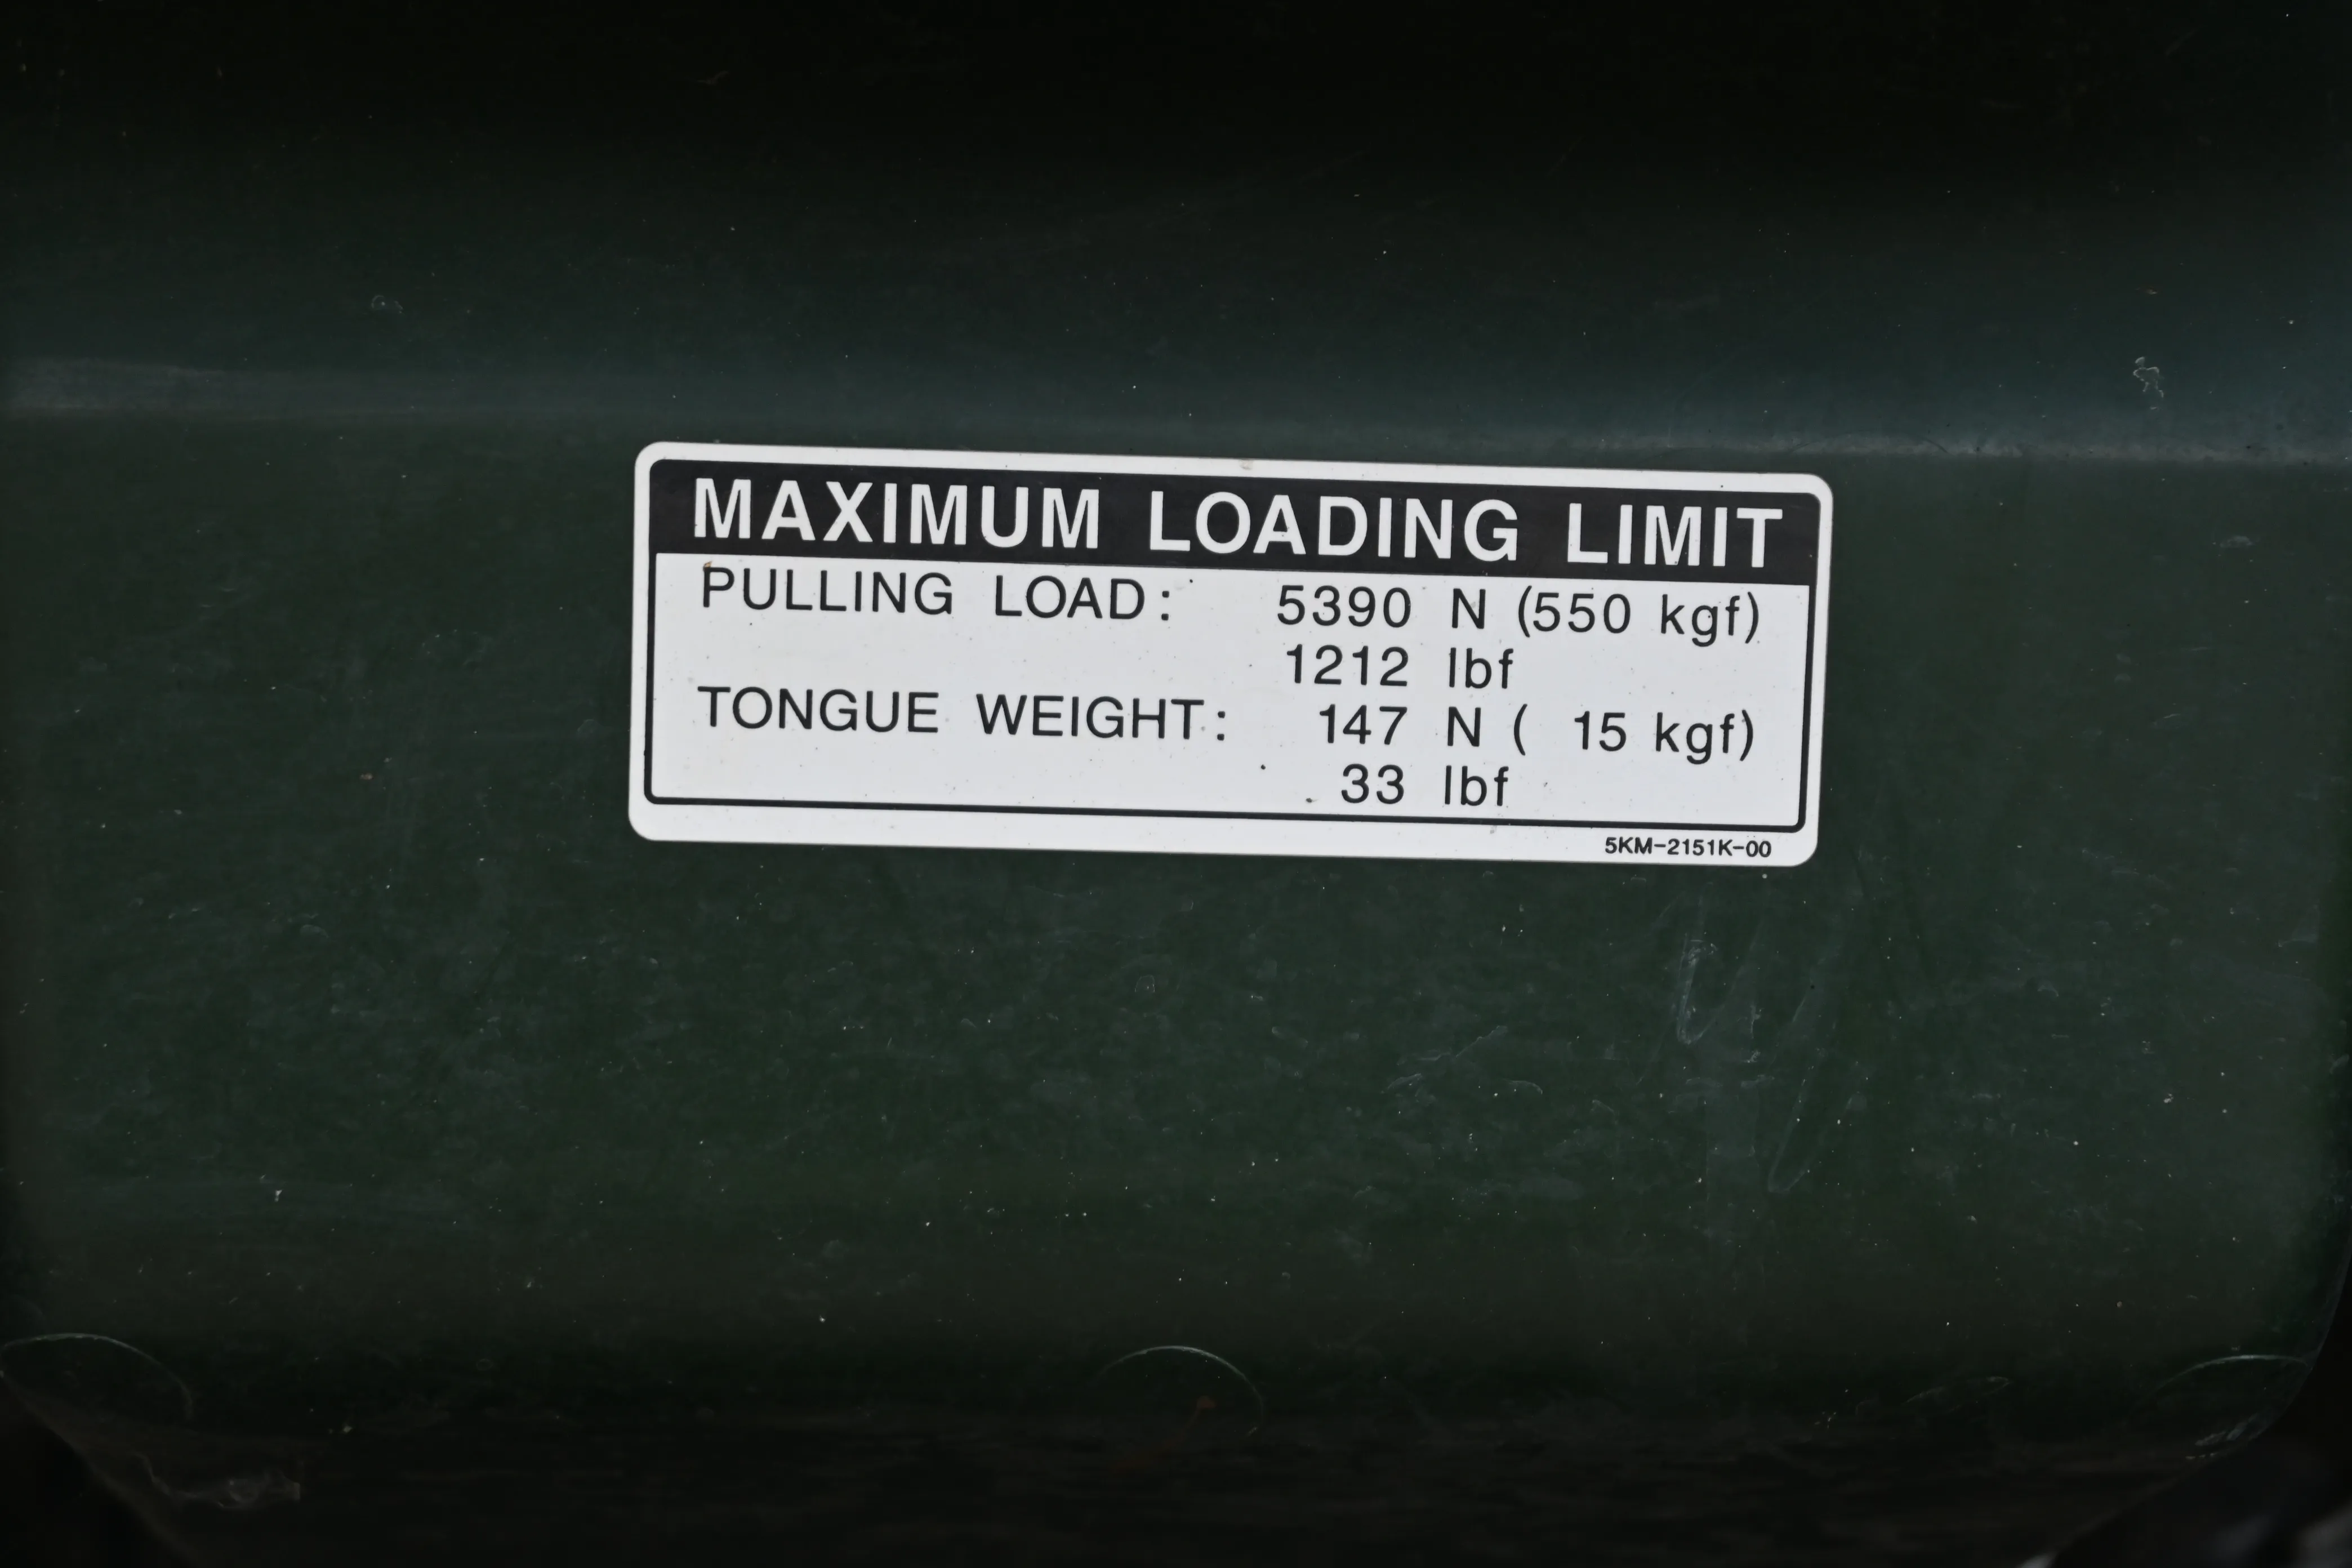 MAXIMUM LOADING LIMIT
PULLING LOAD: 5390 N (550 kgf)
1212 lbf
TONGUE WEIGHT: 147 N ( 15 kgf)
33 lbf
5KM-2151K-00